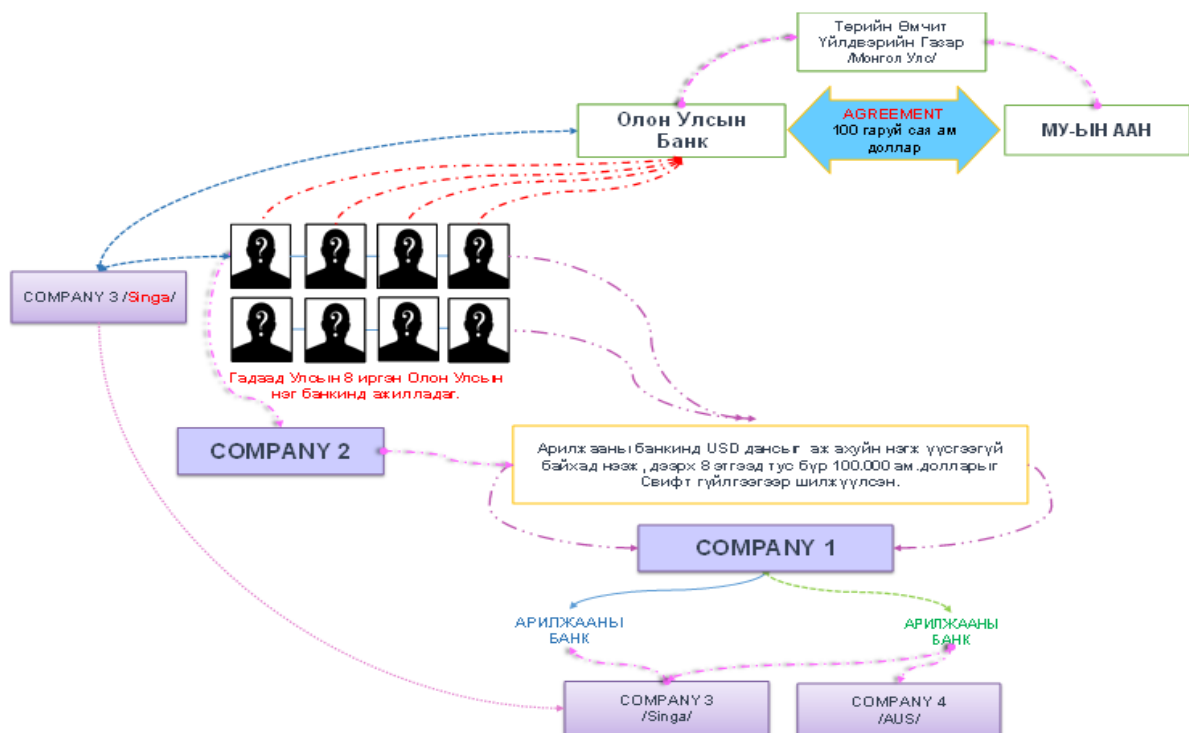 Төрийн Өмчит
Үйлдвэрийн Газар
/Монгол Улс/
Олон Улсын
Банк
AGREEMENT
100 гаруй сая ам
доллар
МУ-ЫН ААН
?
?
?
?
COMPANY 3 /Singa/
?
?
?
?
Гадаад Улсын 8 иргэн Олон Улсын
нэг банкинд ажилладаг.
COMPANY 2
Арилжааны банкинд USD дансыг аж ахуйн нэгж үүсгээгүй
байхад нээж, дээрх 8 этгээд тус бүр 100.000 ам.долларыг
Свифт гүйлгээгээр шилжүүлсэн.
COMPANY 1
АРИЛЖААНЫ
БАНК
АРИЛЖААНЫ
БАНК
COMPANY 3
/Singa/
COMPANY 4
/AUS/